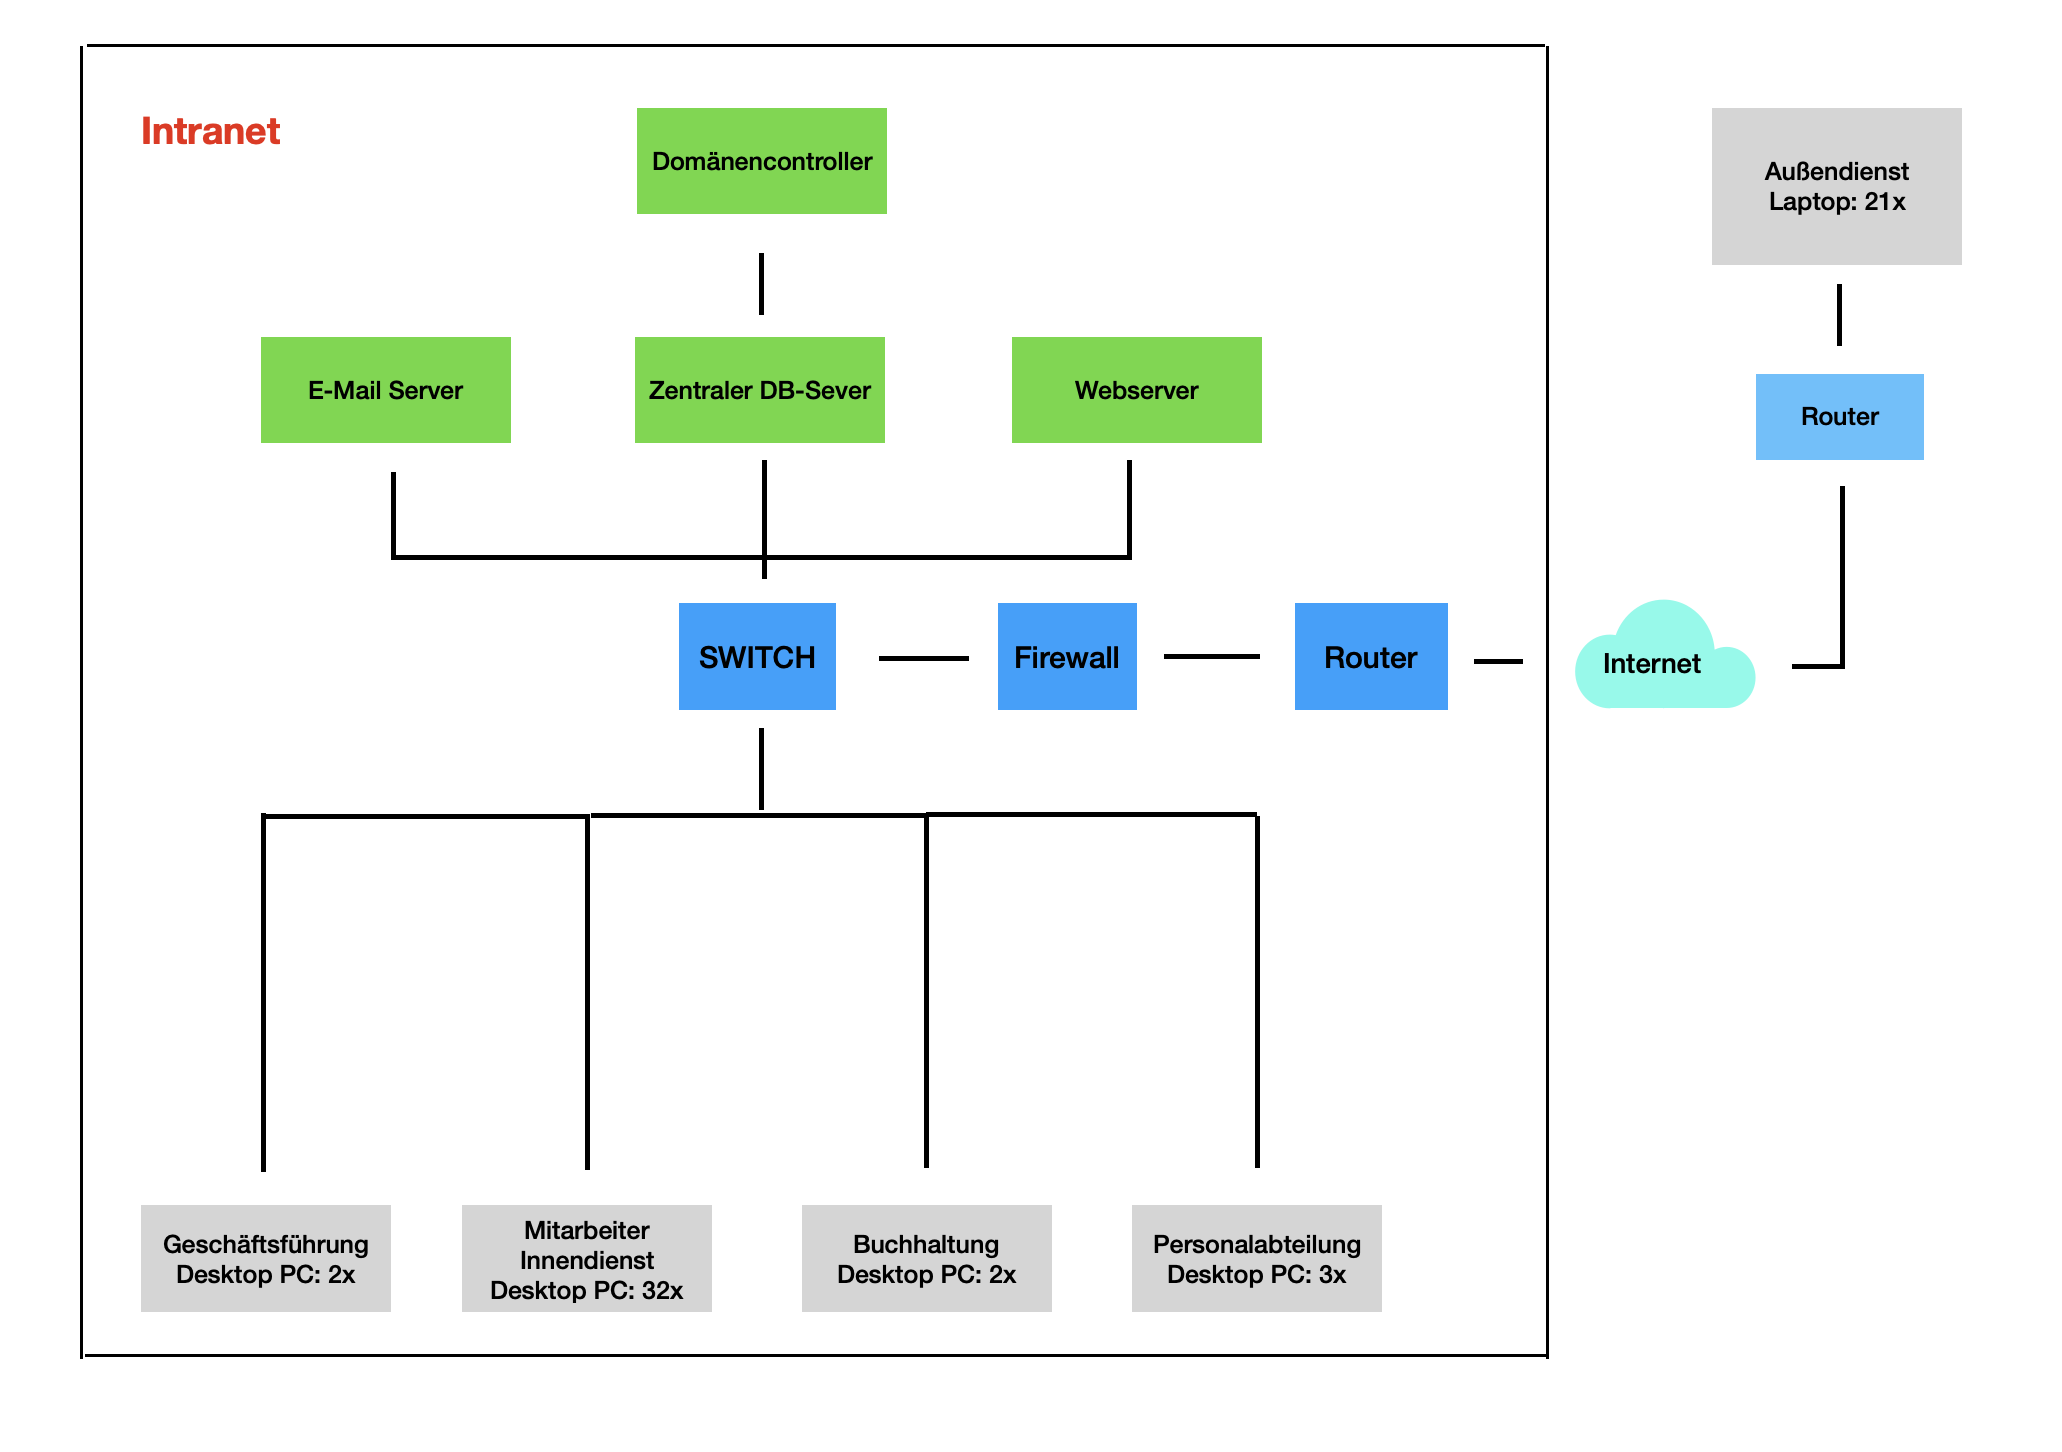 Intranet
Domänencontroller
Außendienst
Laptop: 21x
E-Mail Server
Zentraler DB-Sever
Webserver
Router
SWITCH
Firewall
Router
Internet
Geschäftsführung
Desktop PC: 2x
Mitarbeiter
Innendienst
Desktop PC: 32x
Buchhaltung
Desktop PC: 2x
Personalabteilung
Desktop PC: 3x